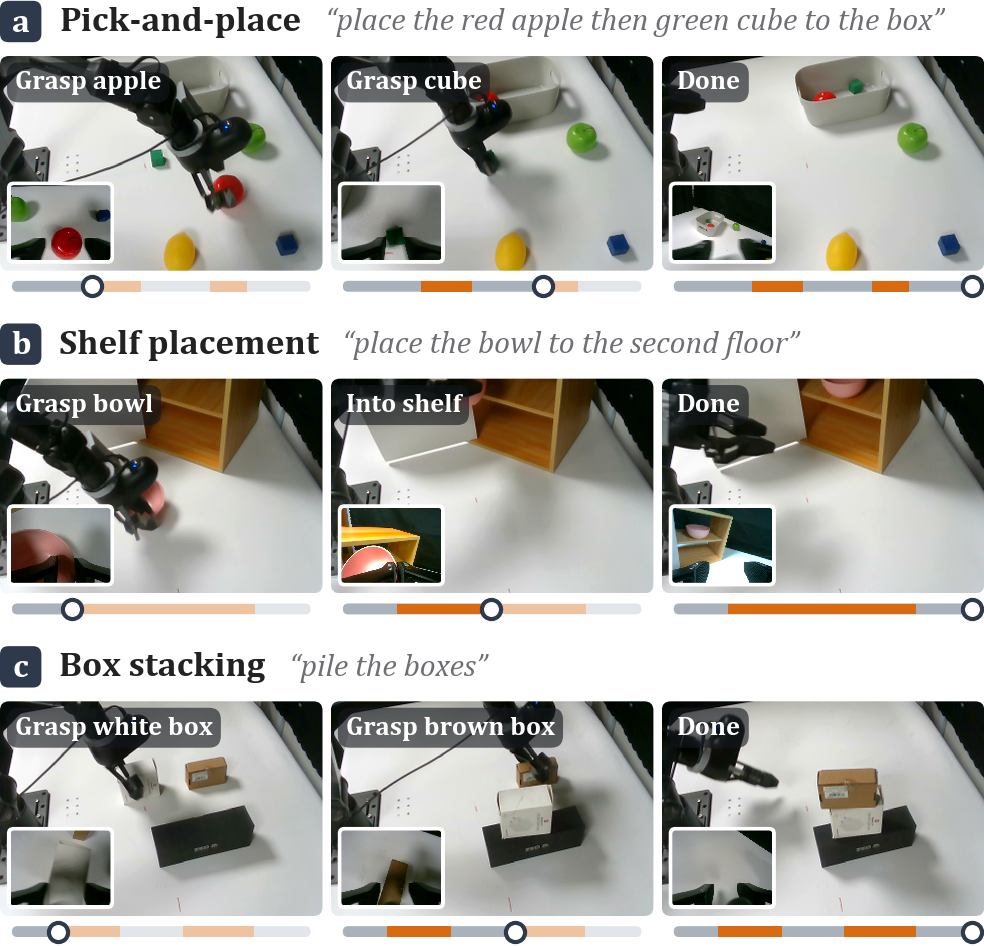 a Pick-and-place “place the red apple then green cube to the box”
Grasp apple
Grasp cube
Done
b Shelf placement “place the bowl to the second floor”
Grasp bowl
Into shelf
Done
c Box stacking “pile the boxes”
Grasp white box
Grasp brown box
Done